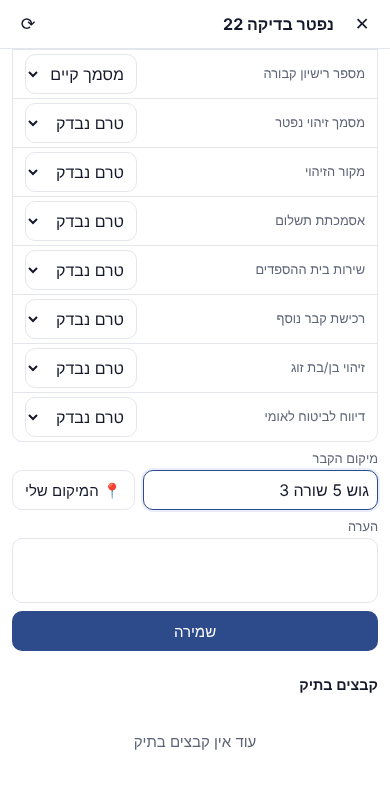 נפטר בדיקה 22
מספר רישיון קבורה מסמך קיים
מסמך זיהוי נפטר טרם נבדק
מקור הזיהוי טרם נבדק
אסמכתת תשלום טרם נבדק
שירות בית ההספדים טרם נבדק
רכישת קבר נוסף טרם נבדק
זיהוי בן/בת זוג טרם נבדק
דיווח לביטוח לאומי טרם נבדק
מיקום הקבר
גוש 5 שורה 3 📍 המיקום שלי
הערה
שמירה
קבצים בתיק
עוד אין קבצים בתיק